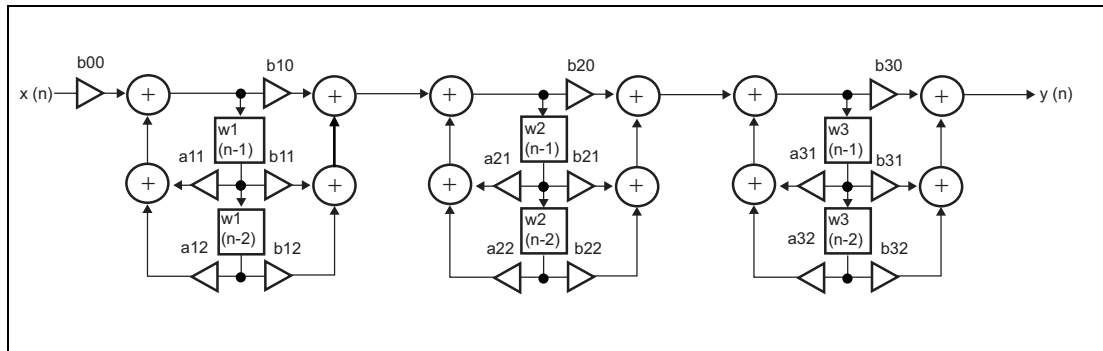 b00
b10
b20
b30
x (n)
+
+
+
+
+
+
y (n)
w1
(n-1)
w2
(n-1)
w3
(n-1)
a11
b11
a21
b21
a31
b31
+
+
+
+
+
+
w1
(n-2)
w2
(n-2)
w3
(n-2)
a12
b12
a22
b22
a32
b32